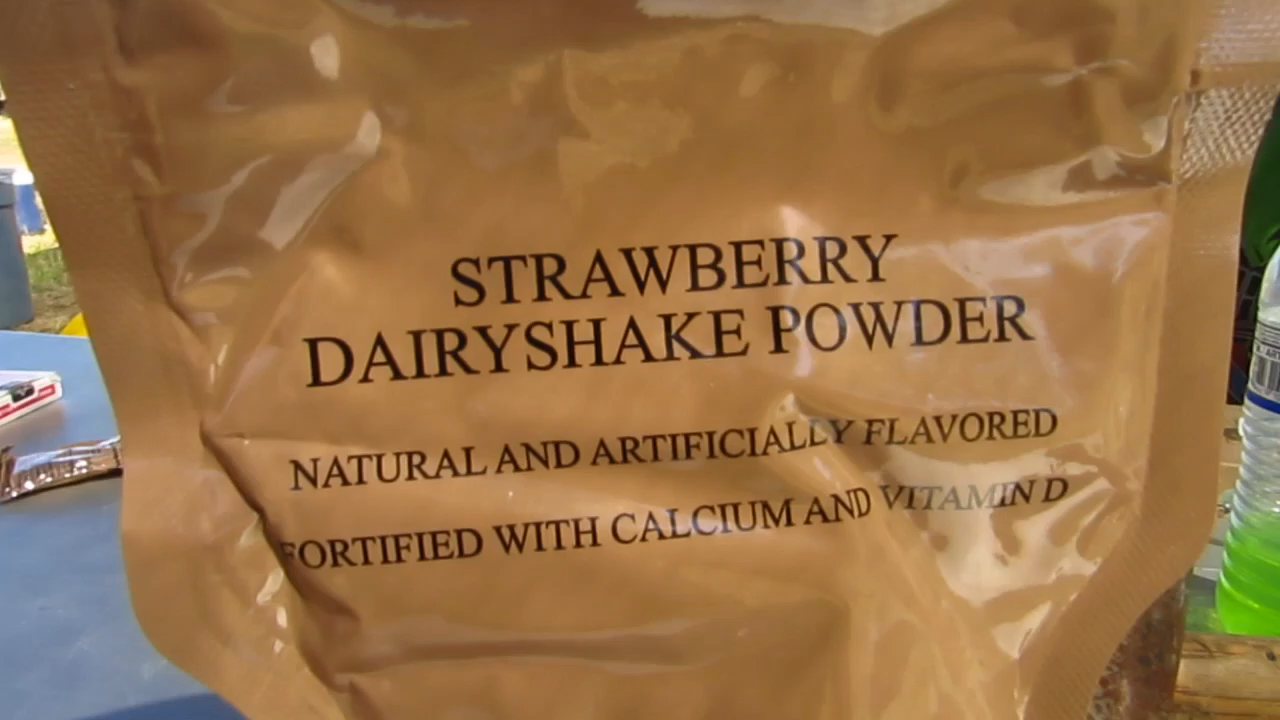 STRAWBERRY
DAIRYSHAKE POWDER
NATURAL AND ARTIFICIALLY FLAVORED
FORTIFIED WITH CALCIUM AND VITAMIN D